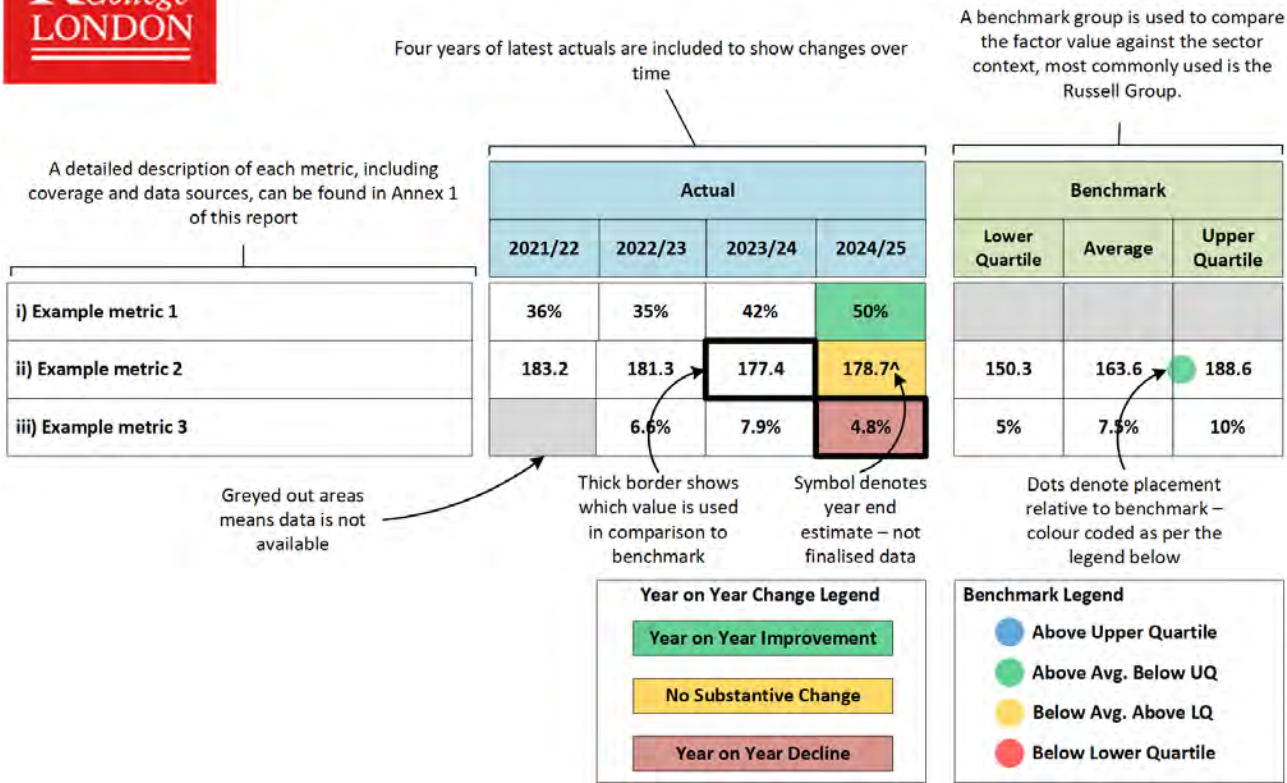 College
LONDON
Four years of latest actuals are included to show changes over
time
A benchmark group is used to compare
the factor value against the sector
context, most commonly used is the
Russell Group.
A detailed description of each metric, including
coverage and data sources, can be found in Annex 1
of this report
Actual
Benchmark
2021/22 2022/23 2023/24 2024/25
Lower Quartile Average Upper Quartile
i) Example metric 1 36% 35% 42% 50%
ii) Example metric 2 183.2 181.3 177.4 178.7^ 150.3 163.6 188.6
iii) Example metric 3 6.6% 7.9% 4.8% 5% 7.5% 10%
Greyed out areas
means data is not
available
Thick border shows
which value is used
in comparison to
benchmark
Symbol denotes
year end
estimate – not
finalised data
Dots denote placement
relative to benchmark –
colour coded as per the
legend below
Year on Year Change Legend
Year on Year Improvement
No Substantive Change
Year on Year Decline
Benchmark Legend
Above Upper Quartile
Above Avg. Below UQ
Below Avg. Above LQ
Below Lower Quartile